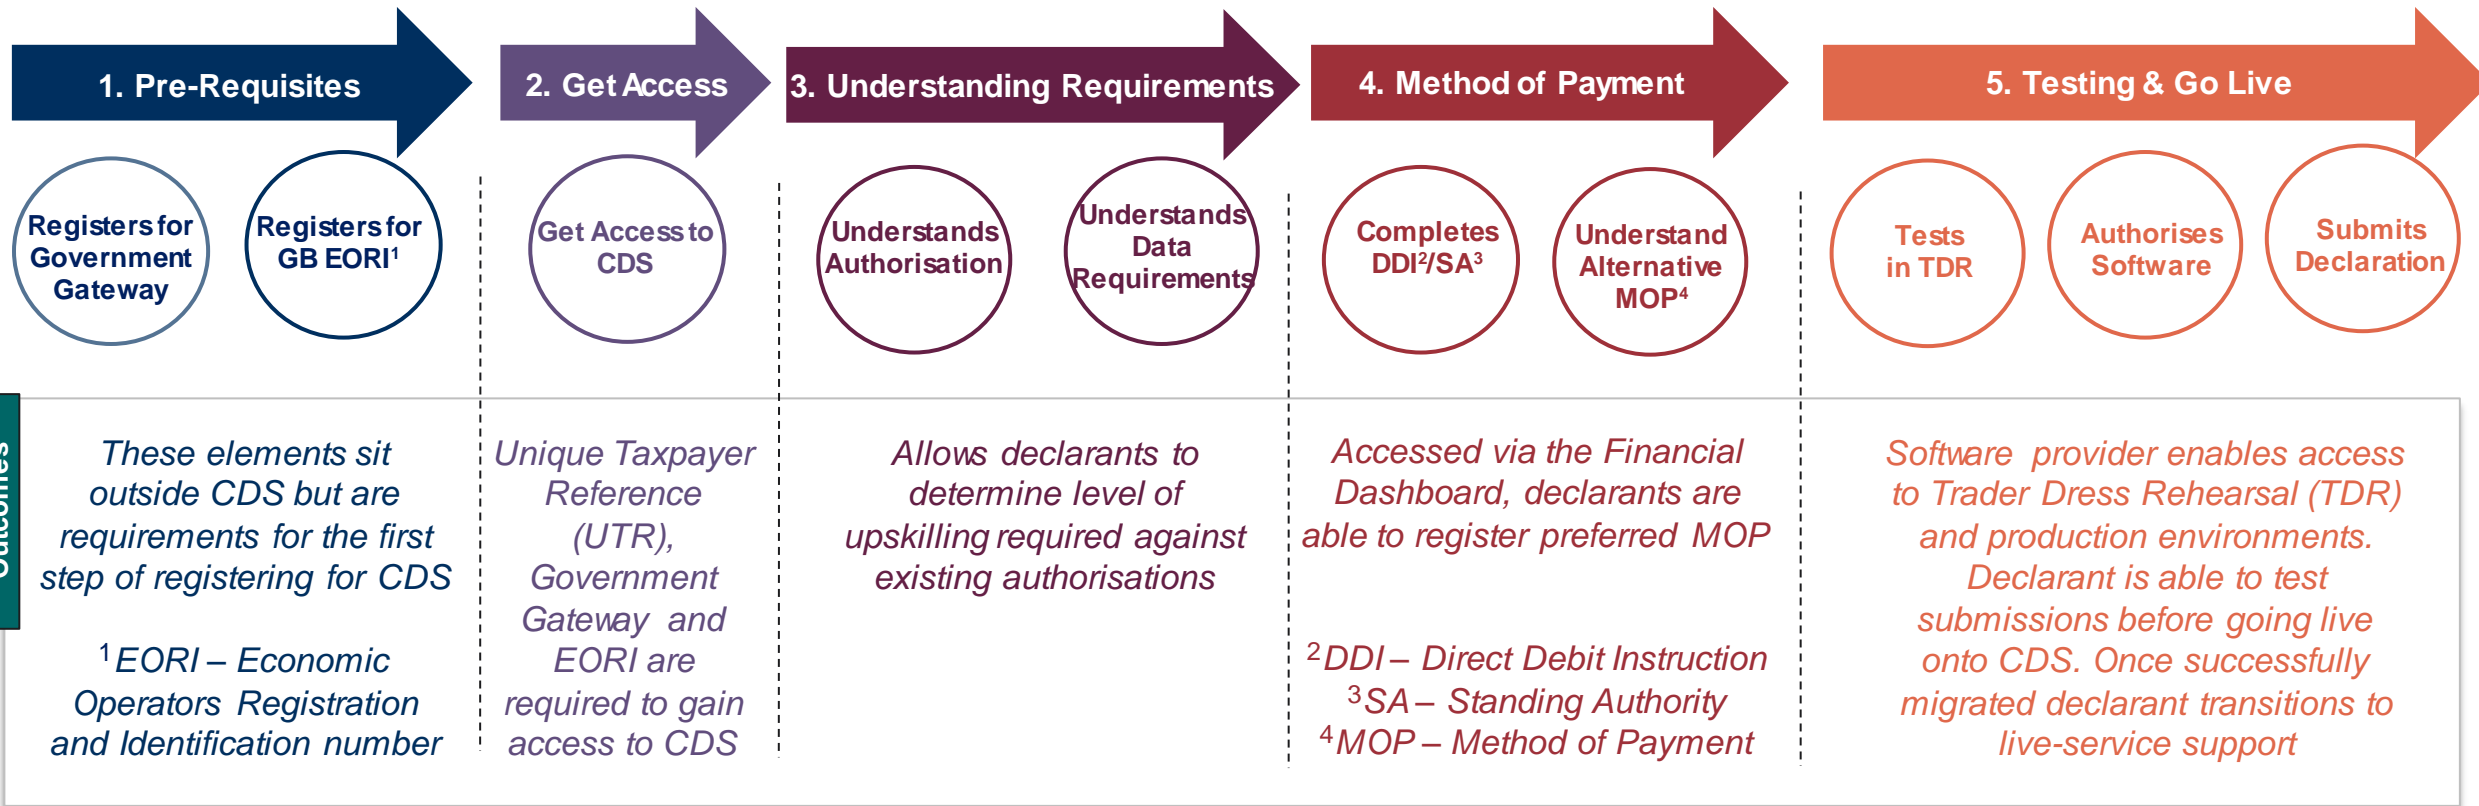 1. Pre-Requisites
2. Get Access
3. Understanding Requirements
4. Method of Payment
5. Testing & Go Live
Registers for
Government
Gateway
Registers for
GB EORI¹
Get Access to
CDS
Understands
Authorisation
Understands
Data
Requirements
Completes
DDI²/SA³
Understand
Alternative
MOP⁴
Tests
in TDR
Authorises
Software
Submits
Declaration
Outcomes
These elements sit
outside CDS but are
requirements for the first
step of registering for CDS
¹EORI – Economic
Operators Registration
and Identification number
Unique Taxpayer
Reference
(UTR),
Government
Gateway and
EORI are
required to gain
access to CDS
Allows declarants to
determine level of
upskilling required against
existing authorisations
Accessed via the Financial
Dashboard, declarants are
able to register preferred MOP
²DDI – Direct Debit Instruction
³SA – Standing Authority
⁴MOP – Method of Payment
Software provider enables access
to Trader Dress Rehearsal (TDR)
and production environments.
Declarant is able to test
submissions before going live
onto CDS. Once successfully
migrated declarant transitions to
live-service support